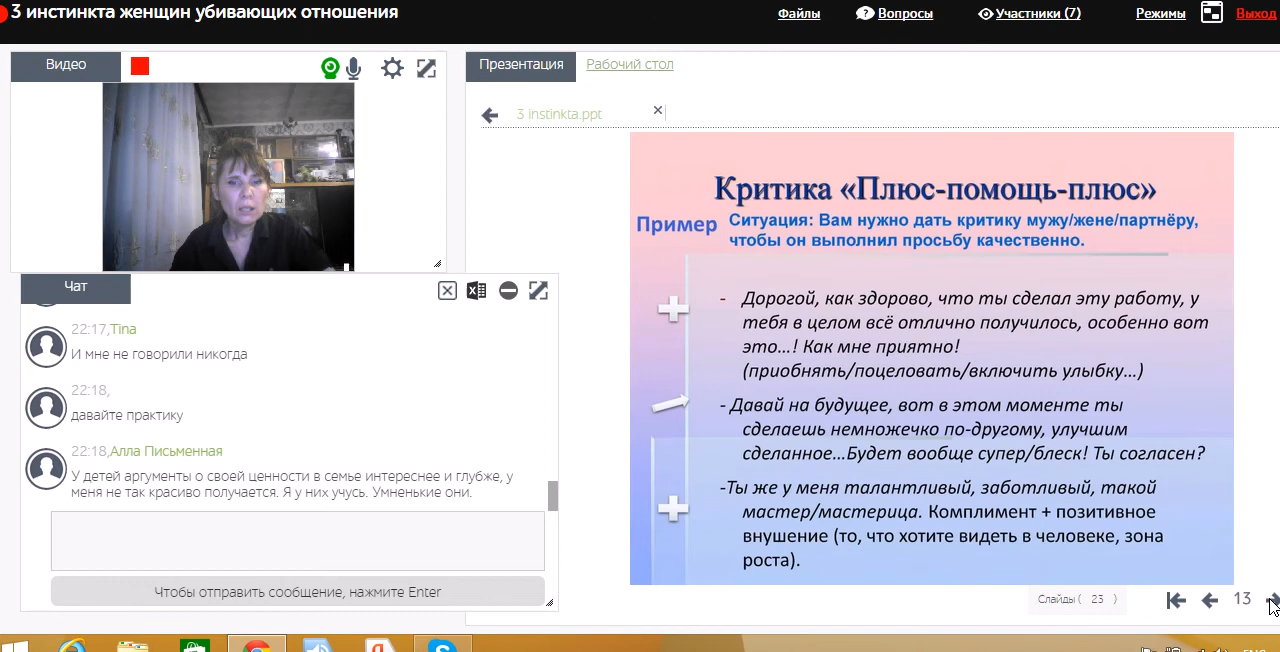 3 инстинкта женщин убивающих отношения
Файлы
Вопросы
Участники (7)
Режимы
Выход
Видео
Презентация
Рабочий стол
3 instinkta.ppt
Критика «Плюс-помощь-плюс»
Пример
Ситуация: Вам нужно дать критику мужу/жене/партнёру,
чтобы он выполнил просьбу качественно.
- Дорогой, как здорово, что ты сделал эту работу, у
тебя в целом всё отлично получилось, особенно вот
это...! Как мне приятно!
(приобнять/поцеловать/включить улыбку...)
- Давай на будущее, вот в этом моменте ты
сделаешь немножечко по-другому, улучшим
сделанное...Будет вообще супер/блеск! Ты согласен?
-Ты же у меня талантливый, заботливый, такой
мастер/мастерица. Комплимент + позитивное
внушение (то, что хотите видеть в человеке, зона
роста).
Чат
22:17,Tina
И мне не говорили никогда
22:18,
давайте практику
22:18,Алла Письменная
У детей аргументы о своей ценности в семье интереснее и глубже, у
меня не так красиво получается. Я у них учусь. Умненькие они.
Чтобы отправить сообщение, нажмите Enter
Слайды ( 23 )
13